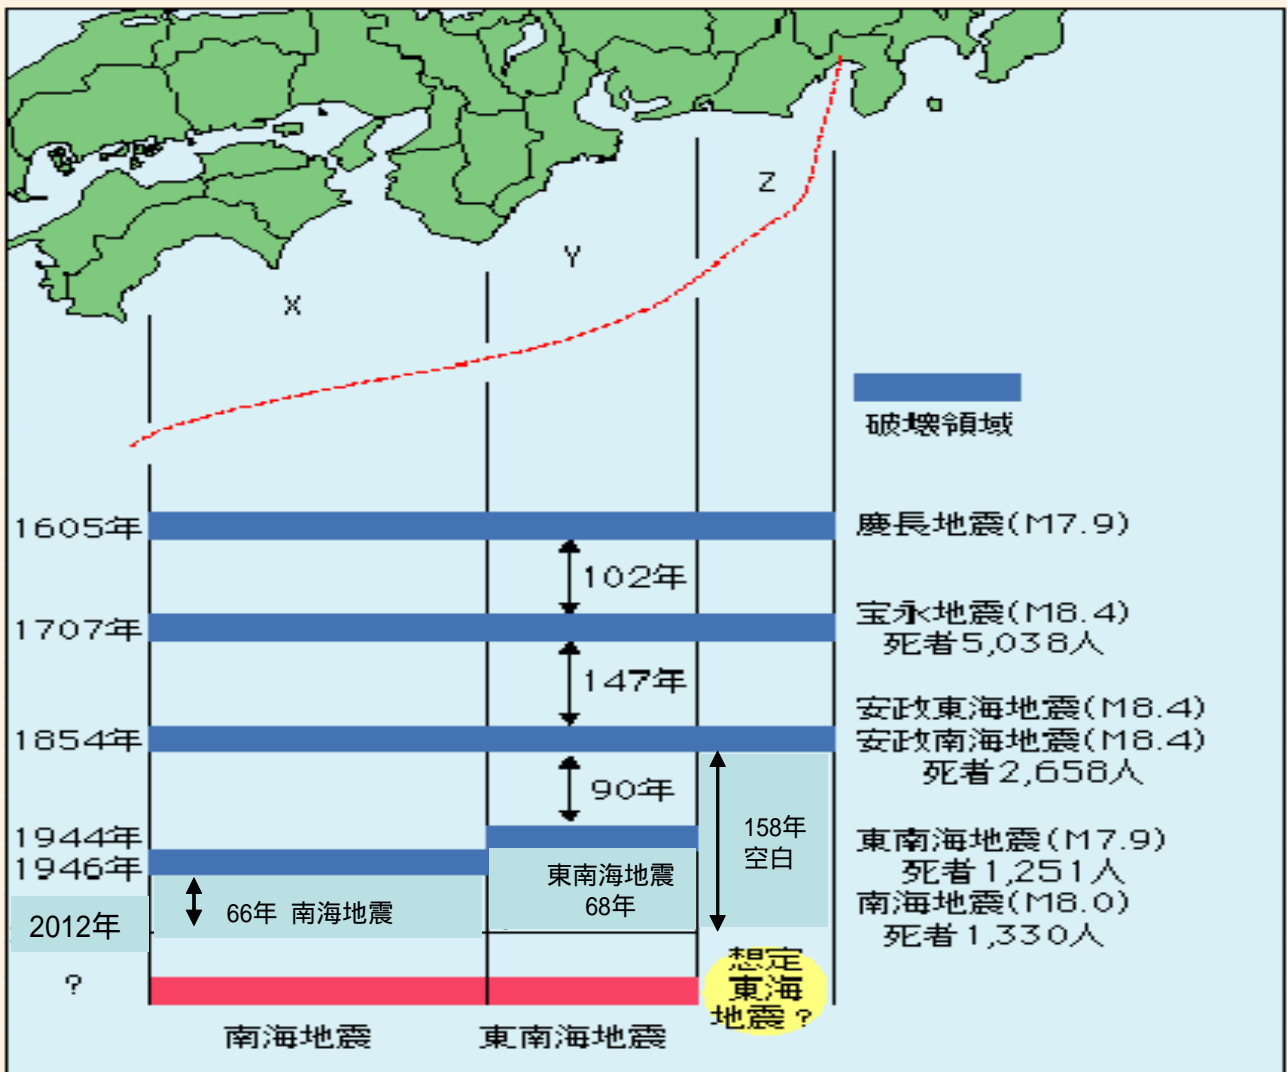 Z
Y
X
破壊領域
1605年
慶長地震(M7.9)
102年
1707年
宝永地震(M8.4)
死者5,038人
147年
安政東海地震(M8.4)
1854年
安政南海地震(M8.4)
死者2,658人
90年
158年
空白
1944年
東南海地震(M7.9)
1946年
死者1,251人
東南海地震
68年
66年 南海地震
南海地震(M8.0)
2012年
死者1,330人
?
想定
東海
地震?
南海地震
東南海地震